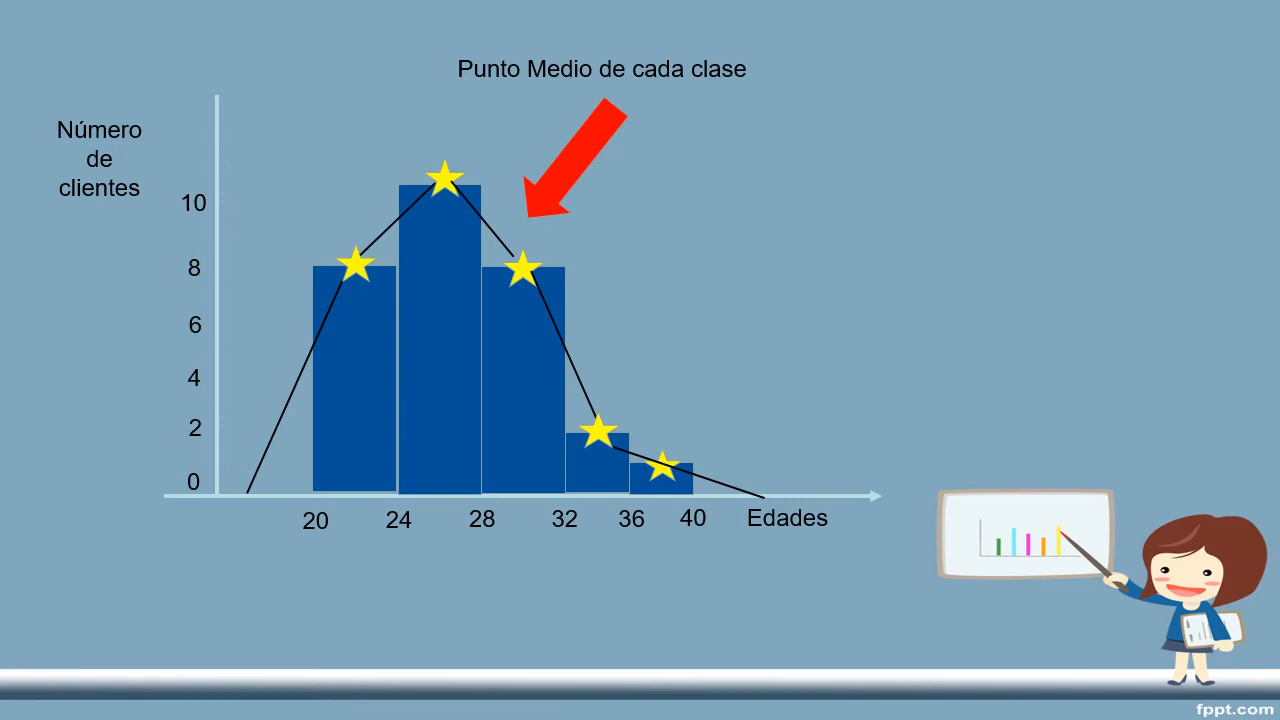 Punto Medio de cada clase
Número
de
clientes
10
8
6
4
2
0
20 24 28 32 36 40 Edades
fppt.com